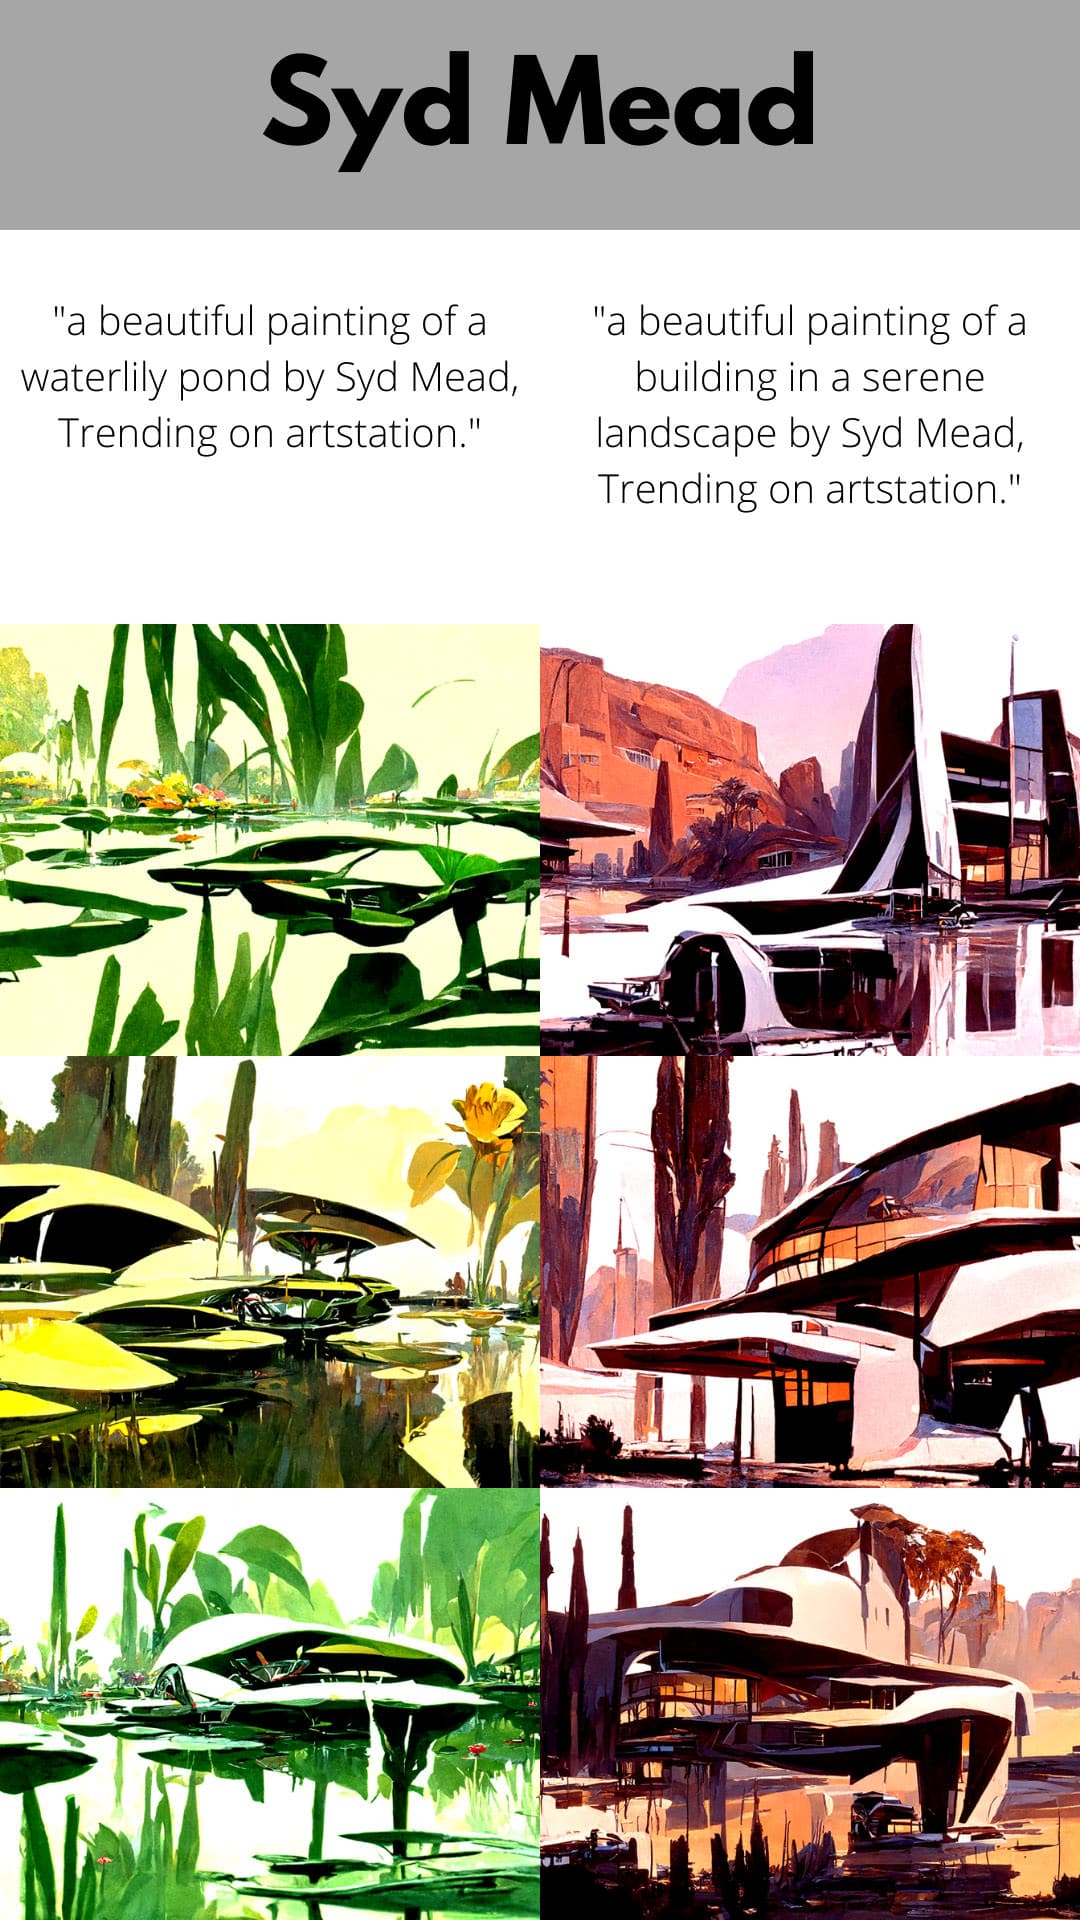 Syd Mead
"a beautiful painting of a
waterlily pond by Syd Mead,
Trending on artstation."
"a beautiful painting of a
building in a serene
landscape by Syd Mead,
Trending on artstation."